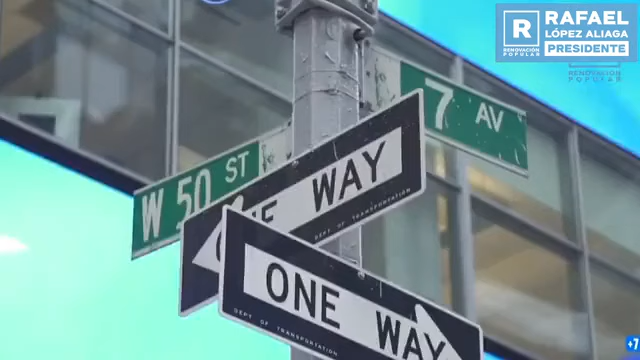 R
RENOVACIÓN
POPULAR
RAFAEL
LÓPEZ ALIAGA
PRESIDENTE
RENOVACIÓN
POPULAR
7 AV
W 50 ST
ONE WAY
DEPT OF TRANSPORTATION
ONE WAY
DEPT OF TRANSPORTATION
+7